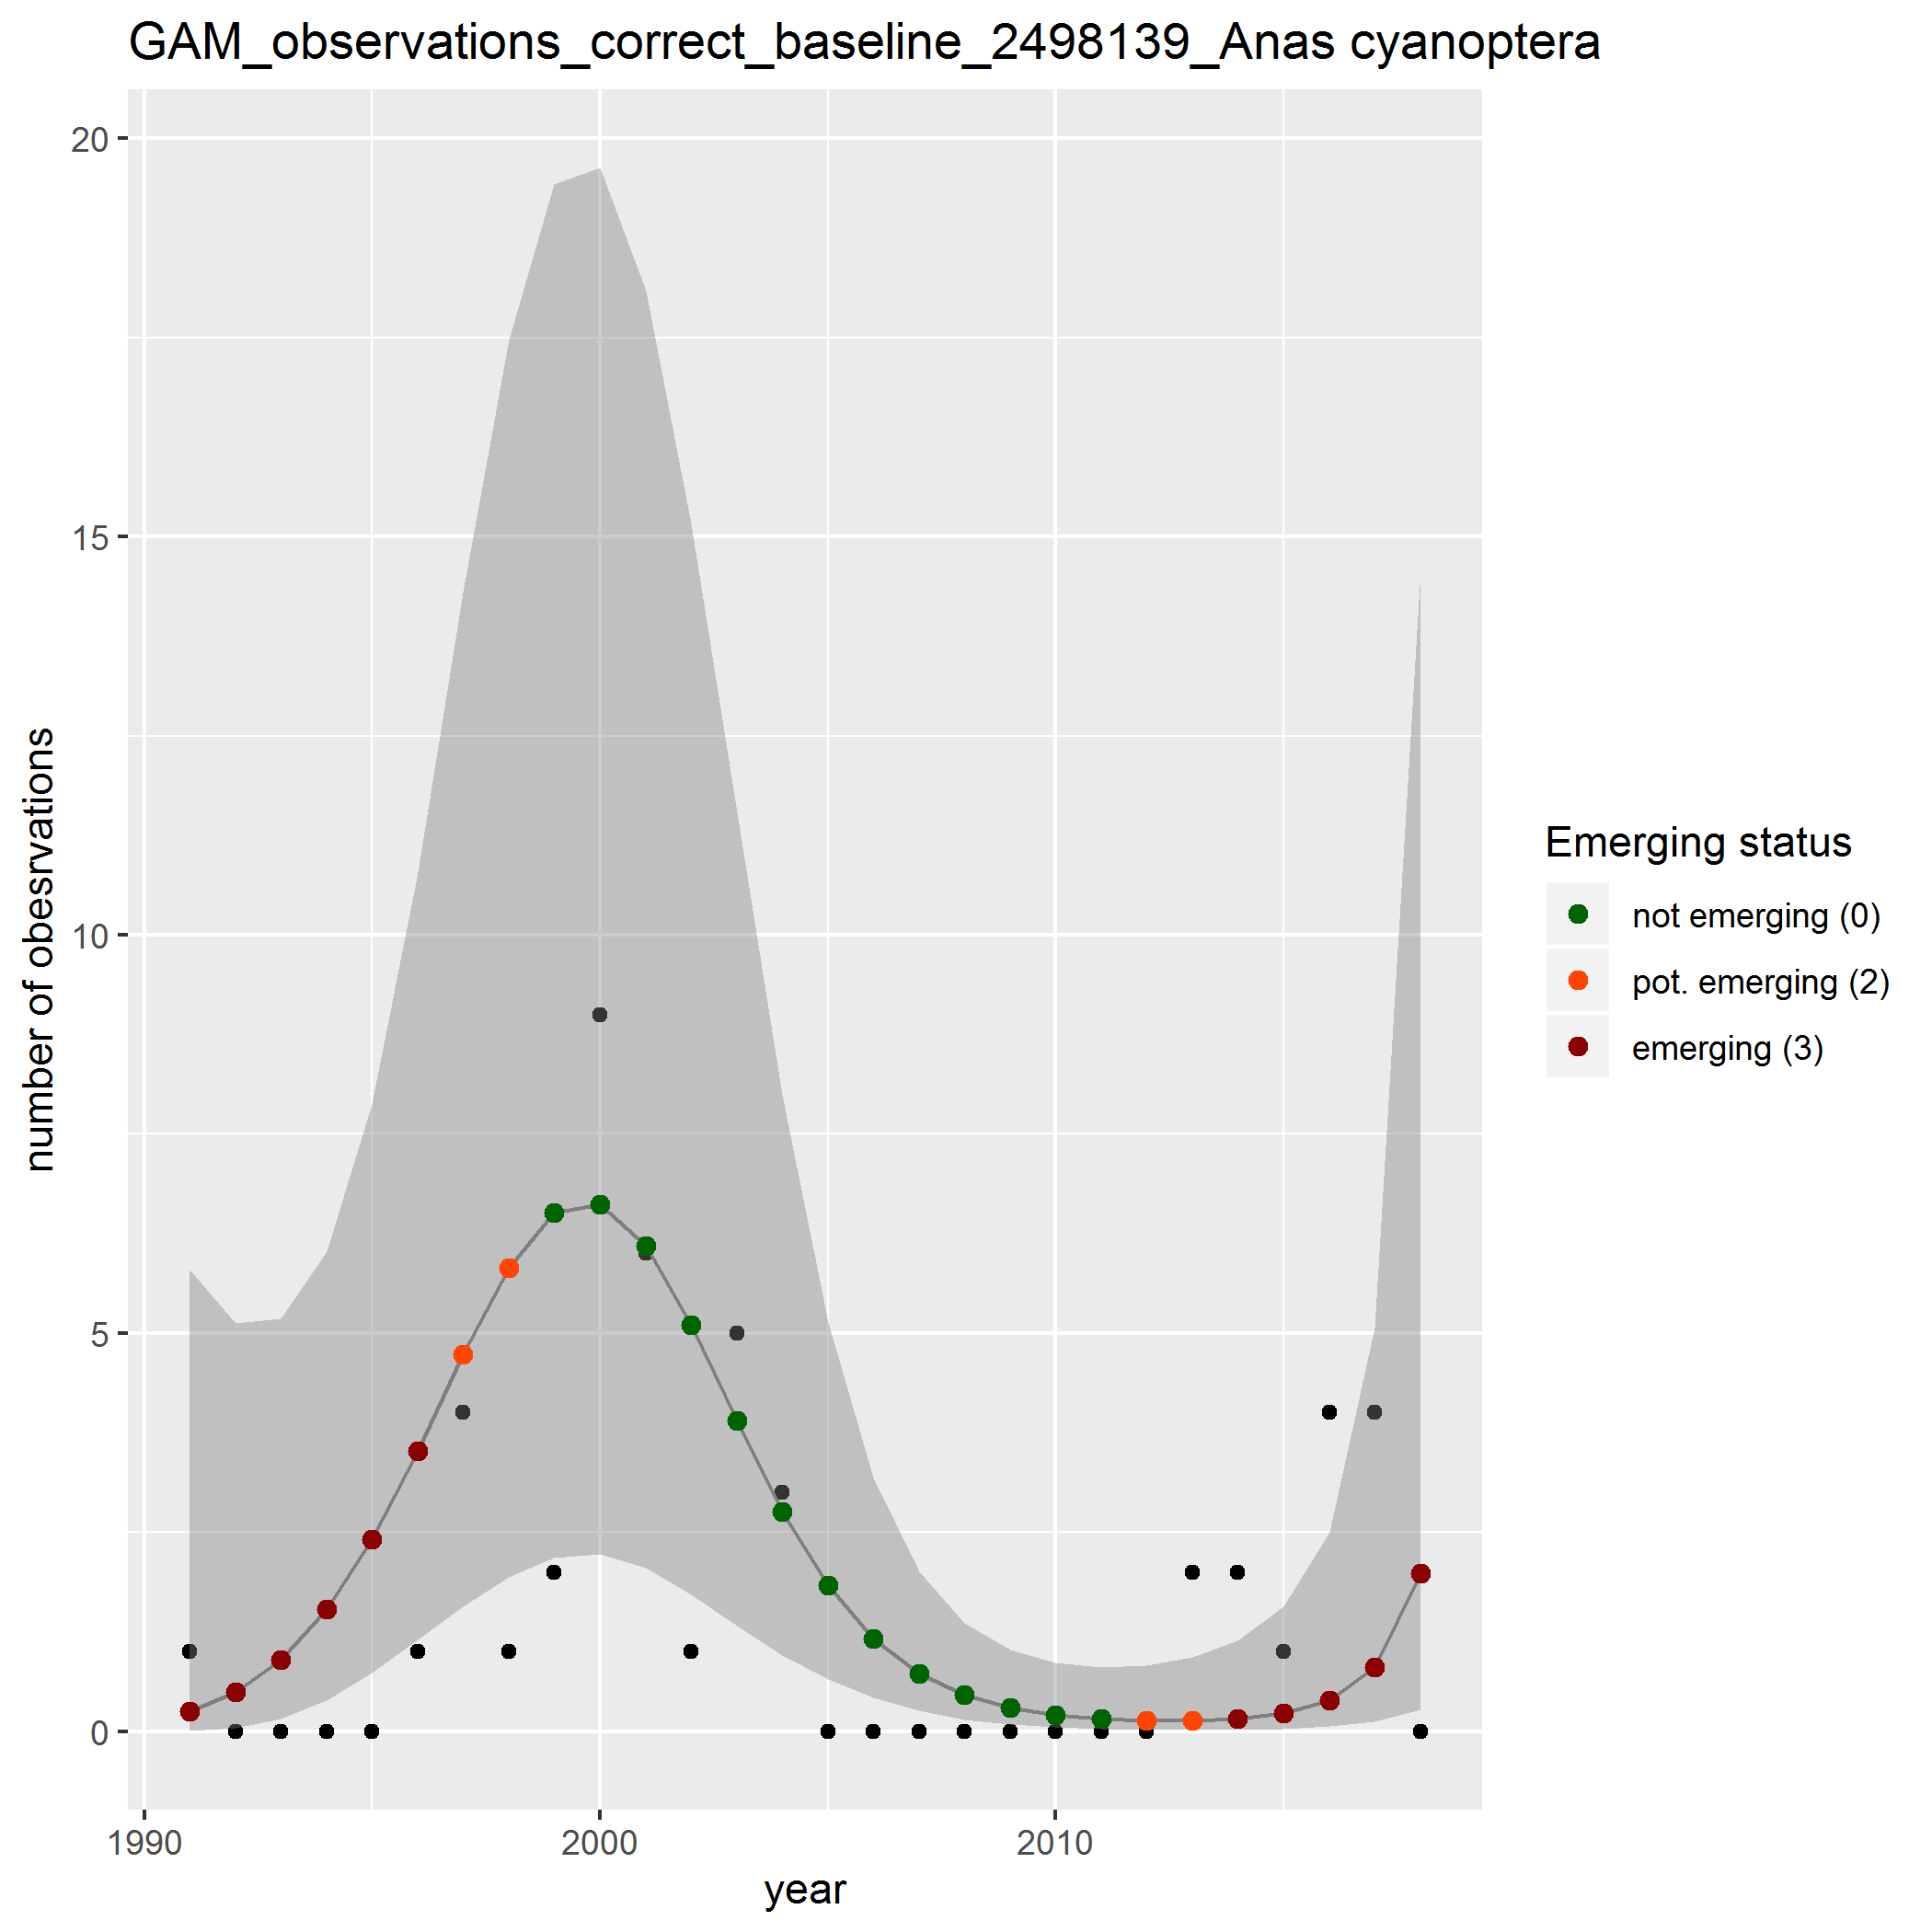 GAM_observations_correct_baseline_2498139_Anas cyanoptera
20
15
10
5
0
number of obesrvations
1990
2000
2010
year
Emerging status
not emerging (0)
pot. emerging (2)
emerging (3)